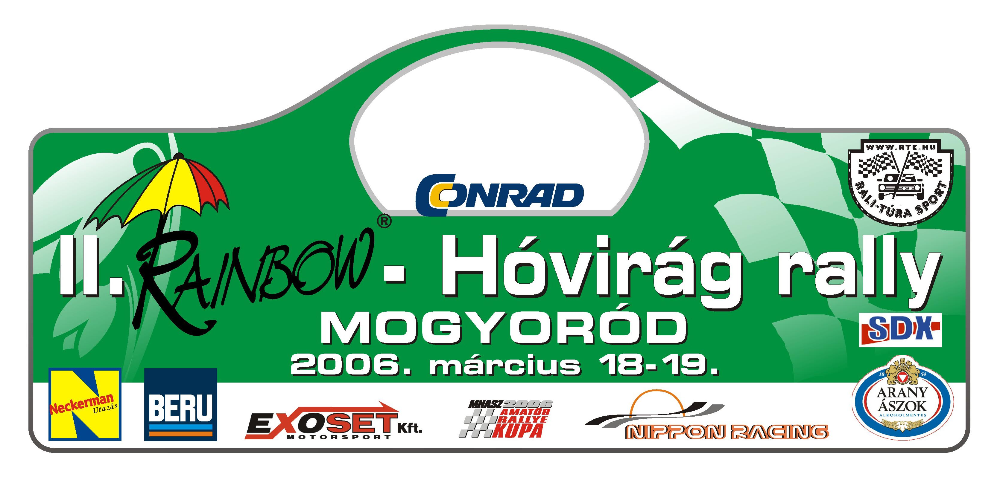 CONRAD
WWW.RTE.HU
RALI-TÚRA SPORT
II. RAINBOW® - Hóvirág rally
MOGYORÓD
2006. március 18-19.
SDX
Neckerman
Utazás
BERU
EXOSET Kft.
MOTORSPORT
MNASZ 2006
AMATŐR
RALLYE
KUPA
NIPPON RACING
18 54
ARANY
ÁSZOK
ALKOHOLMENTES